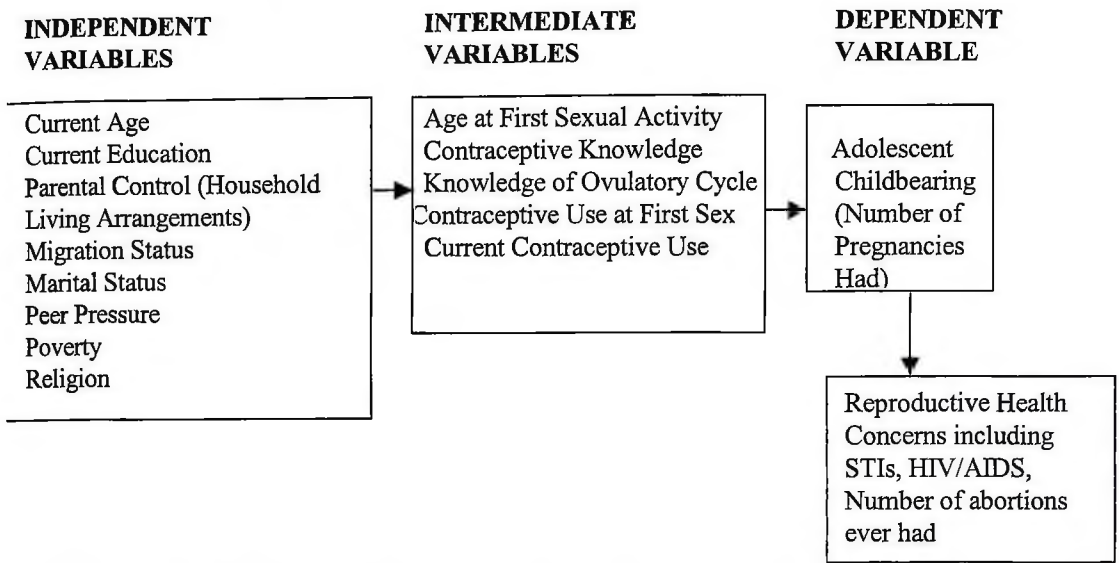 INDEPENDENT
VARIABLES
INTERMEDIATE
VARIABLES
DEPENDENT
VARIABLE
Current Age
Current Education
Parental Control (Household
Living Arrangements)
Migration Status
Marital Status
Peer Pressure
Poverty
Religion
Age at First Sexual Activity
Contraceptive Knowledge
Knowledge of Ovulatory Cycle
Contraceptive Use at First Sex
Current Contraceptive Use
Adolescent
Childbearing
(Number of
Pregnancies
Had)
Reproductive Health
Concerns including
STIs, HIV/AIDS,
Number of abortions
ever had